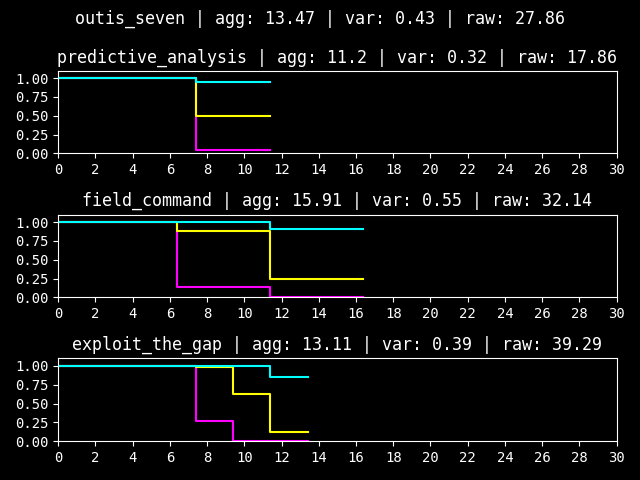 outis_seven | agg: 13.47 | var: 0.43 | raw: 27.86
predictive_analysis | agg: 11.2 | var: 0.32 | raw: 17.86
1.00
0.75
0.50
0.25
0.00
0 2 4 6 8 10 12 14 16 18 20 22 24 26 28 30
field_command | agg: 15.91 | var: 0.55 | raw: 32.14
1.00
0.75
0.50
0.25
0.00
0 2 4 6 8 10 12 14 16 18 20 22 24 26 28 30
exploit_the_gap | agg: 13.11 | var: 0.39 | raw: 39.29
1.00
0.75
0.50
0.25
0.00
0 2 4 6 8 10 12 14 16 18 20 22 24 26 28 30